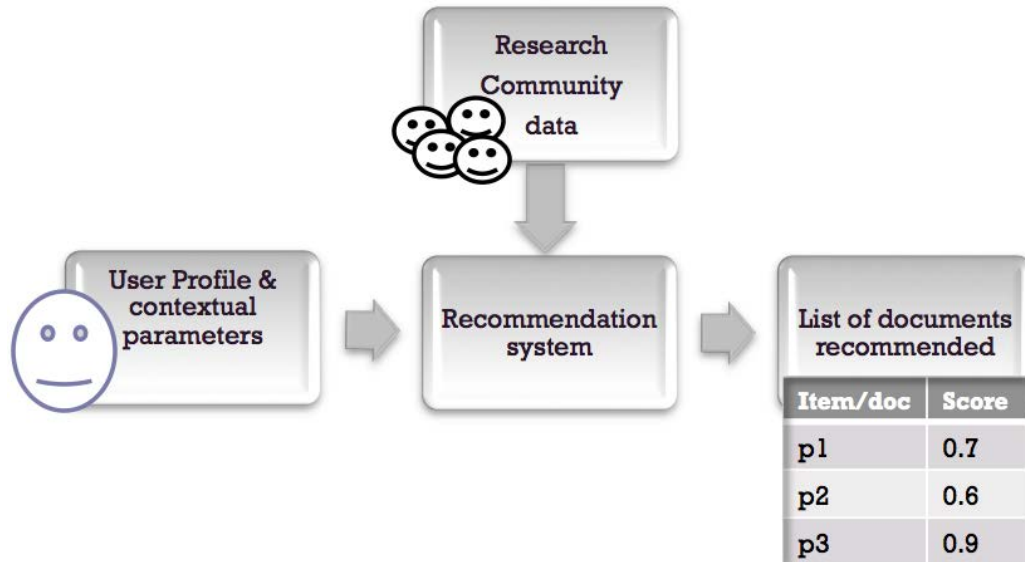 Research
Community
data
User Profile &
contextual
parameters
Recommendation
system
List of documents
recommended
Item/doc Score
p1 0.7
p2 0.6
p3 0.9